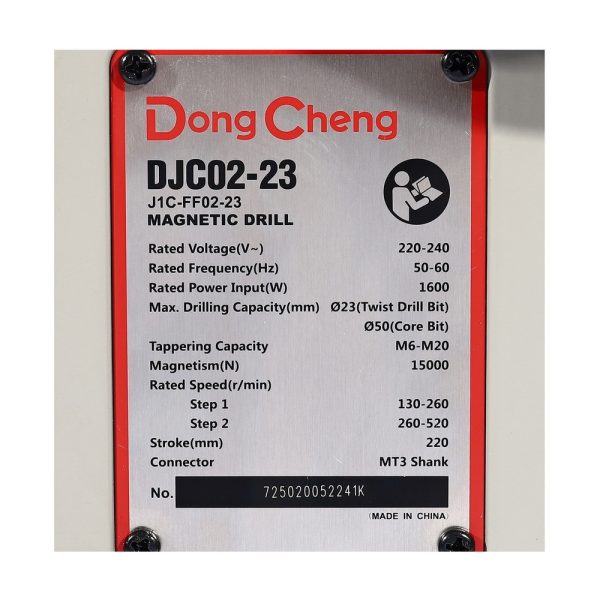 DongCheng
DJC02-23
J1C-FF02-23
MAGNETIC DRILL
Rated Voltage(V~) 220-240
Rated Frequency(Hz) 50-60
Rated Power Input(W) 1600
Max. Drilling Capacity(mm) Ø23(Twist Drill Bit)
Ø50(Core Bit)
Tappering Capacity M6-M20
Magnetism(N) 15000
Rated Speed(r/min)
Step 1 130-260
Step 2 260-520
Stroke(mm) 220
Connector MT3 Shank
No. 725020052241K
(MADE IN CHINA)